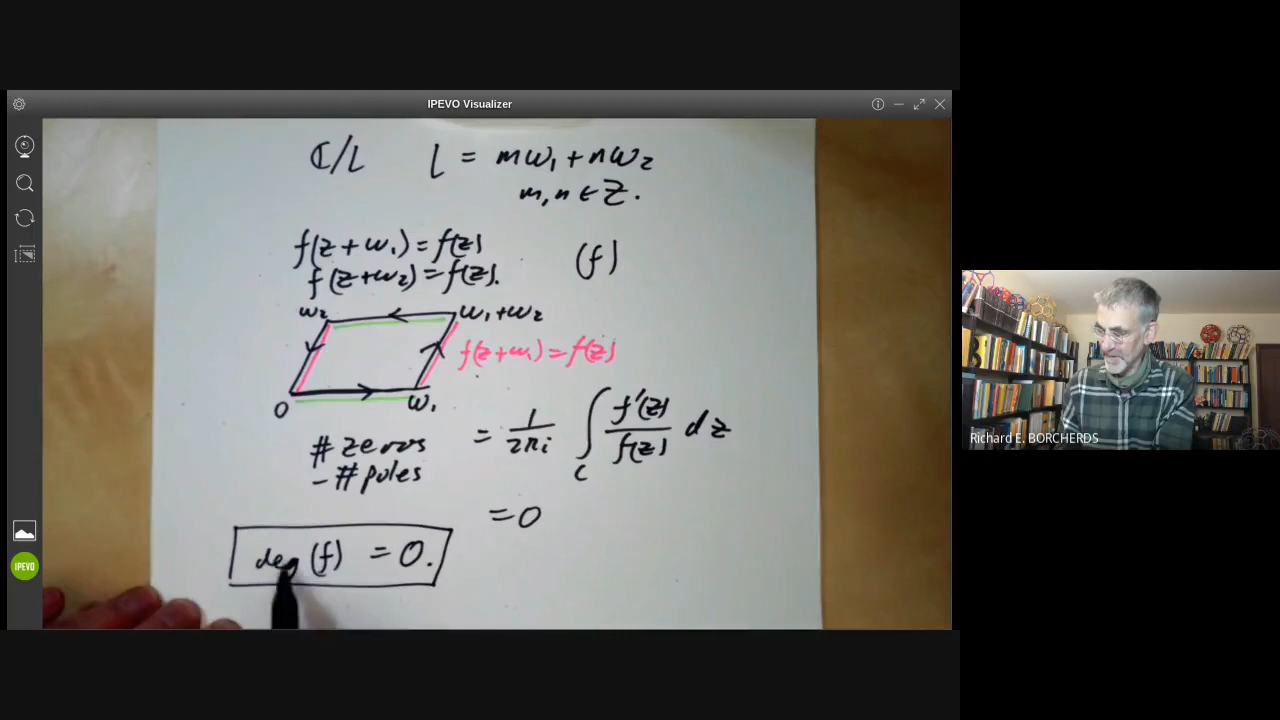 IPEVO Visualizer
ℂ/L L = mω₁ + nω₂
m, n ∈ Z.
f(z+ω₁) = f(z)
f(z+ω₂) = f(z).
(f)
ω₂ ω₁+ω₂
f(z+ω₁) = f(z)
0 ω₁
# zeros = 1/2πi ∫_C f'(z)/f(z) dz
- # poles
= 0
deg (f) = 0.
IPEVO
Richard E. BORCHERDS